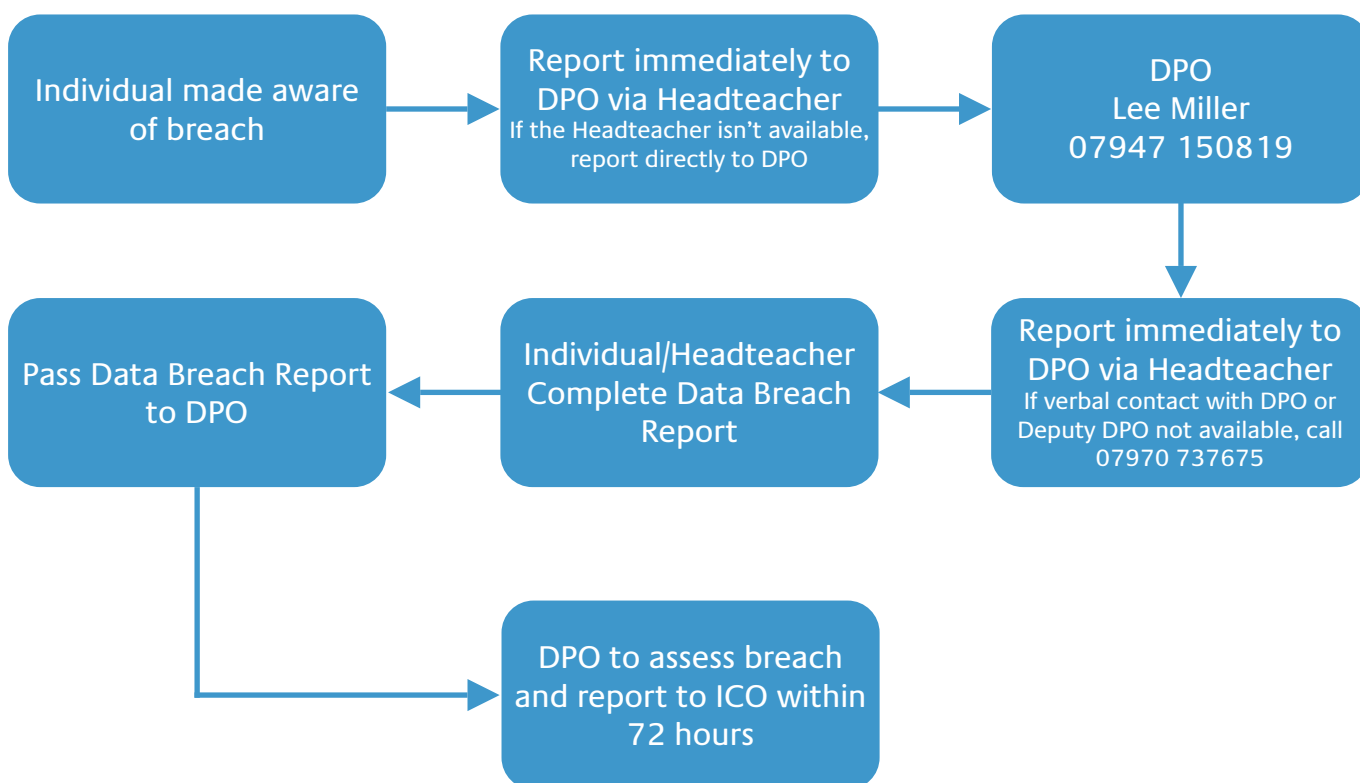 Individual made aware
of breach
Report immediately to
DPO via Headteacher
If the Headteacher isn’t available,
report directly to DPO
DPO
Lee Miller
07947 150819
Report immediately to
DPO via Headteacher
If verbal contact with DPO or
Deputy DPO not available, call
07970 737675
Individual/Headteacher
Complete Data Breach
Report
Pass Data Breach Report
to DPO
DPO to assess breach
and report to ICO within
72 hours